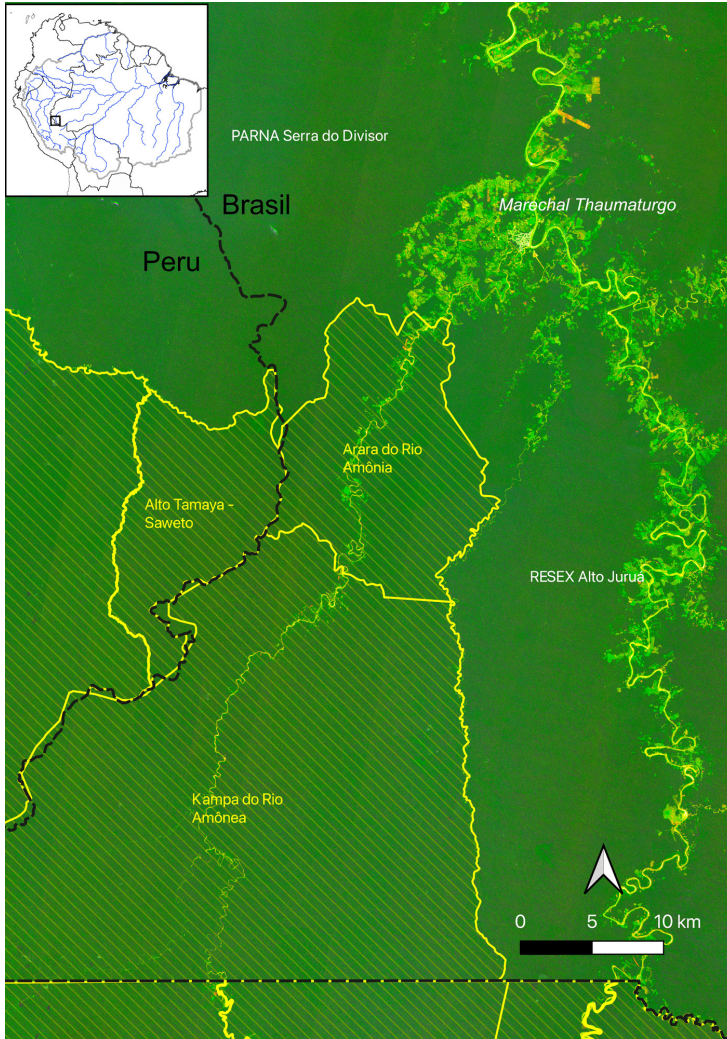 PARNA Serra do Divisor
Brasil
Marechal Thaumaturgo
Peru
Arara do Rio
Amônia
Alto Tamaya -
Saweto
RESEX Alto Jurua
Kampa do Rio
Amônea
0 5 10 km